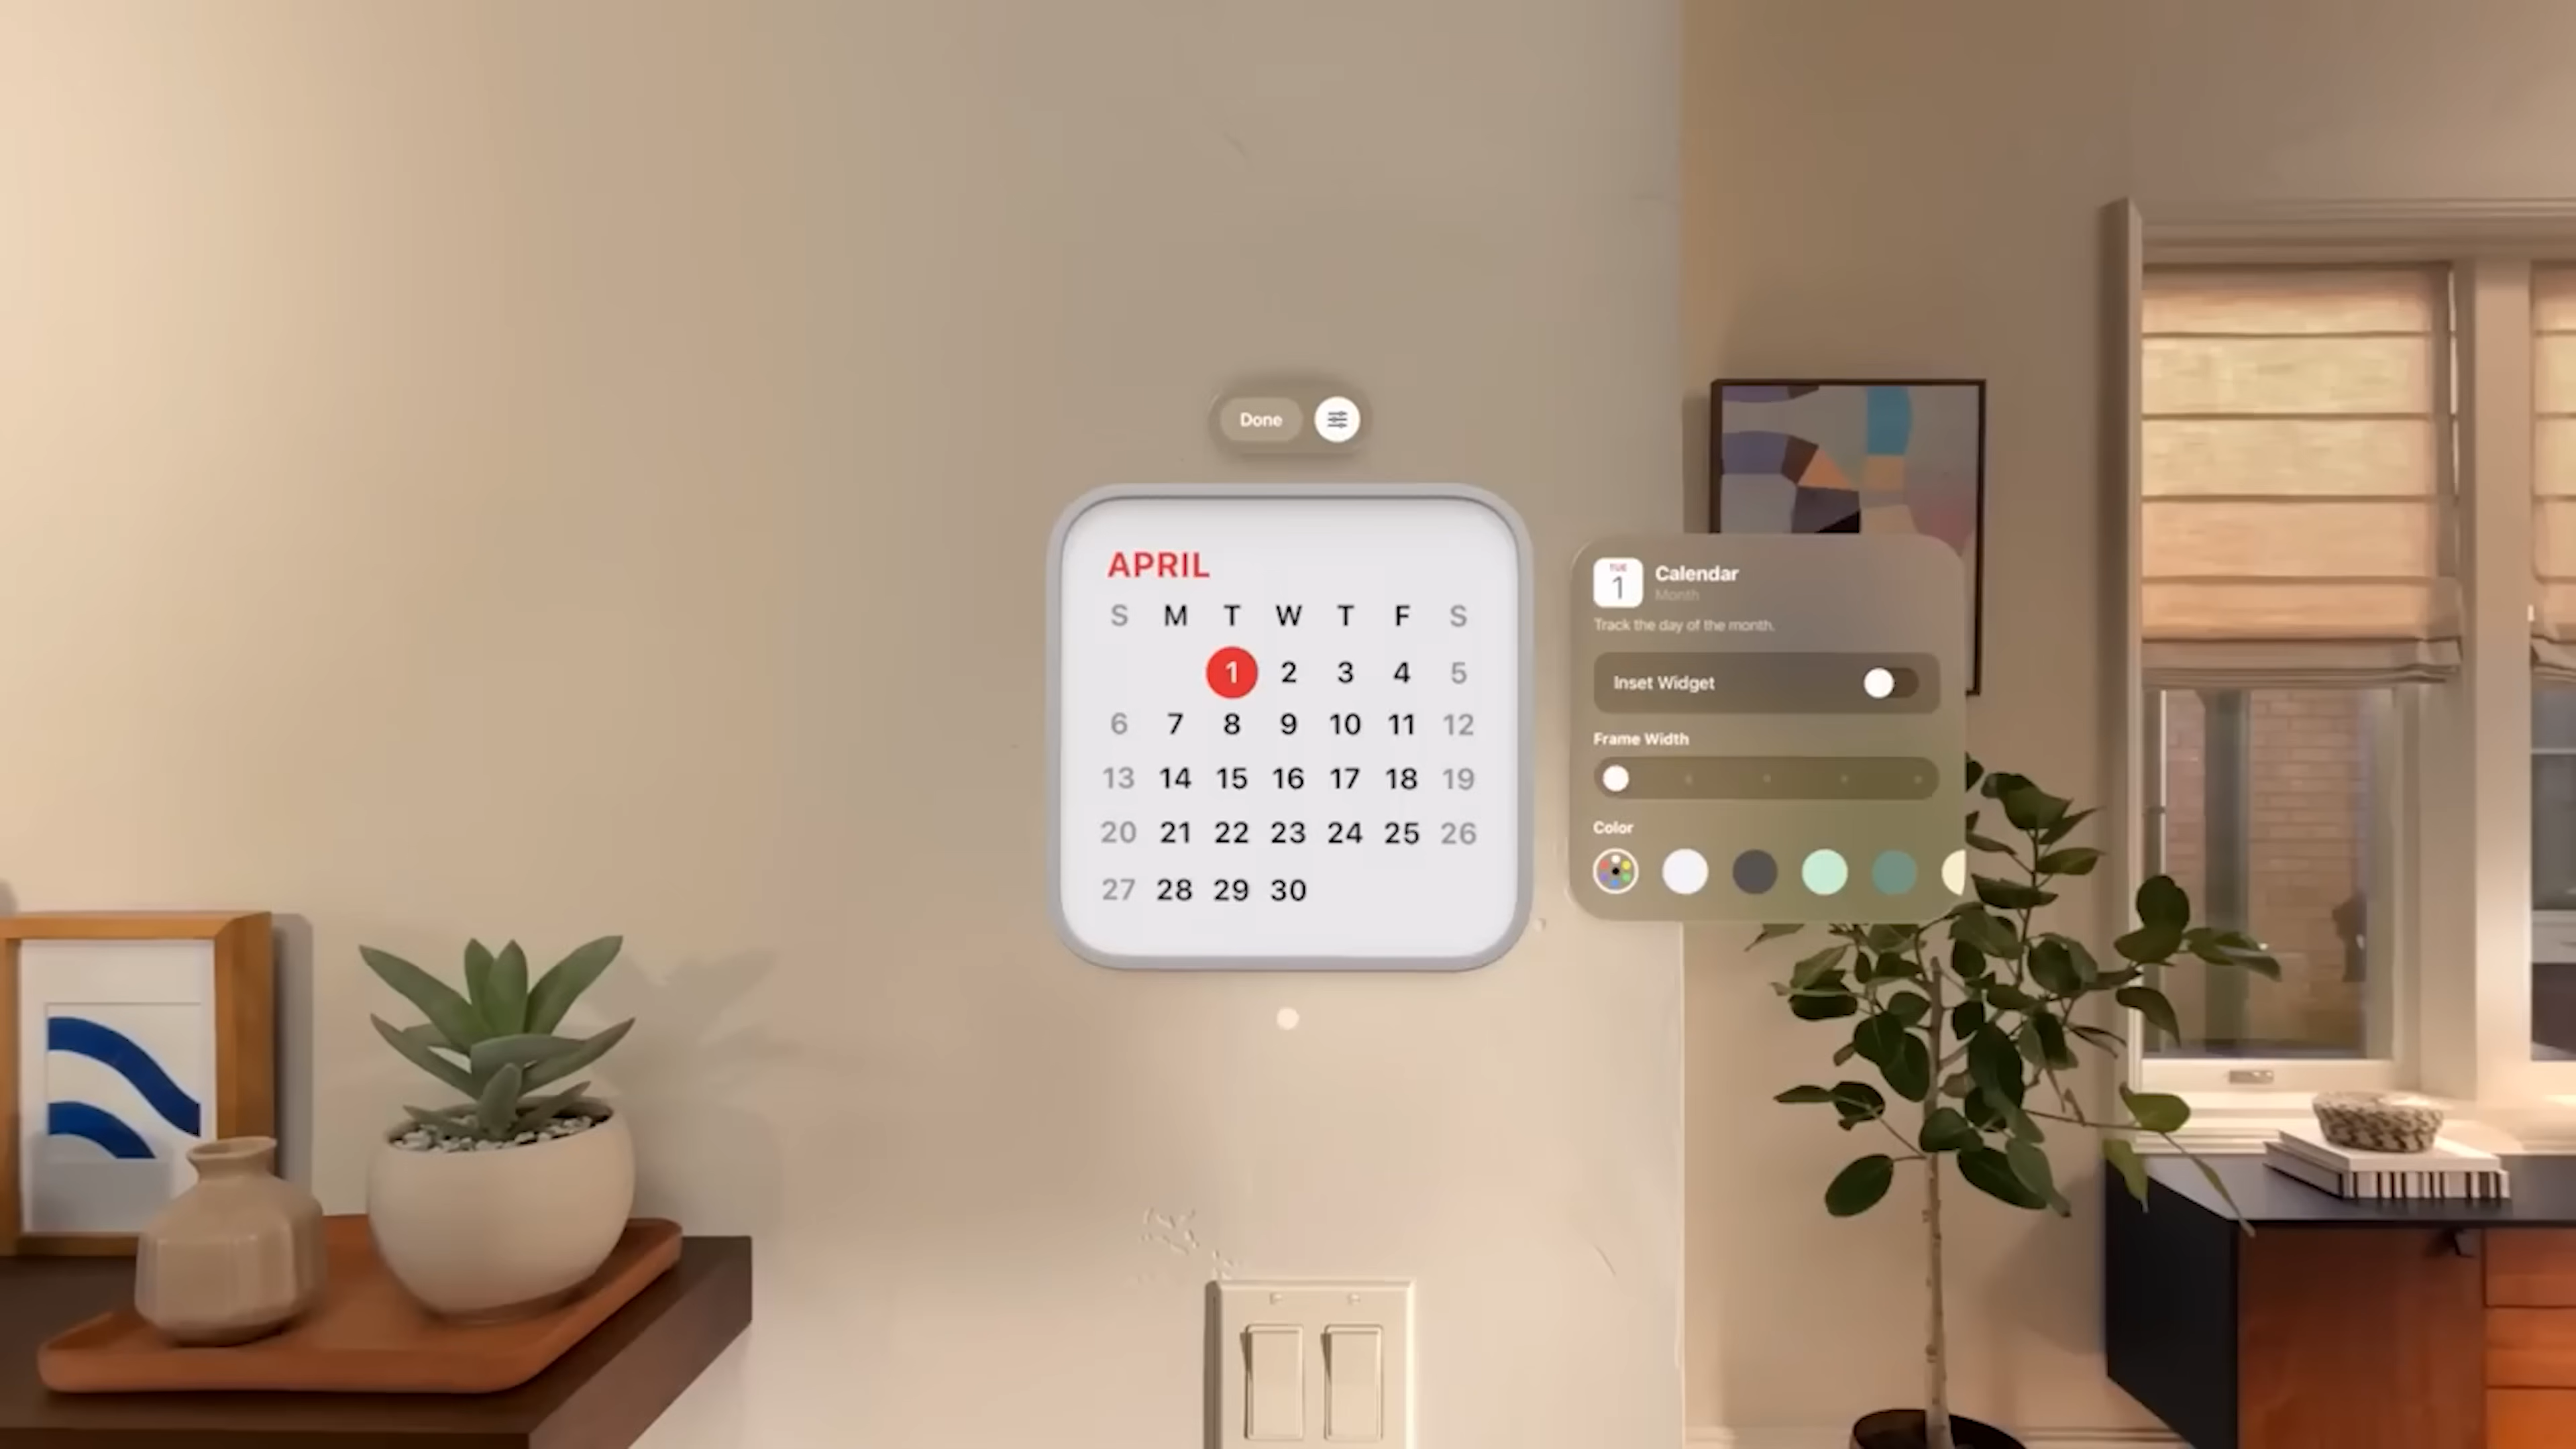 Done
APRIL
S M T W T F S
1 2 3 4 5
6 7 8 9 10 11 12
13 14 15 16 17 18 19
20 21 22 23 24 25 26
27 28 29 30
TUE
1
Calendar
Month
Track the day of the month.
Inset Widget
Frame Width
Color